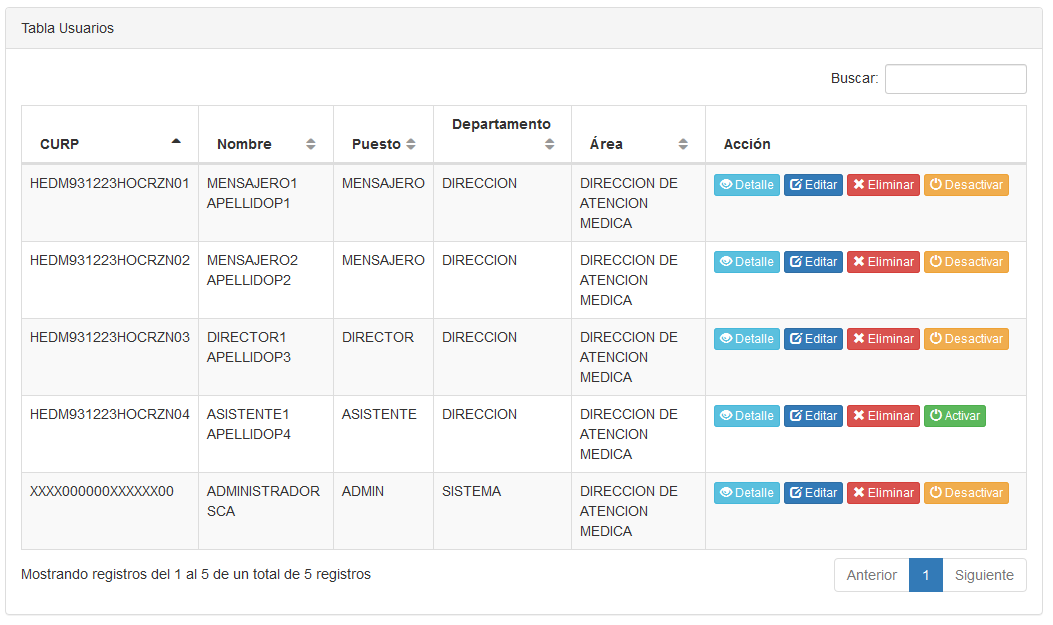 Tabla Usuarios
Buscar:
CURP Nombre Puesto Departamento Área Acción
HEDM931223HOCRZN01 MENSAJERO1 MENSAJERO DIRECCION DIRECCION DE Detalle Editar Eliminar Desactivar
APELLIDOP1 ATENCION
MEDICA
HEDM931223HOCRZN02 MENSAJERO2 MENSAJERO DIRECCION DIRECCION DE Detalle Editar Eliminar Desactivar
APELLIDOP2 ATENCION
MEDICA
HEDM931223HOCRZN03 DIRECTOR1 DIRECTOR DIRECCION DIRECCION DE Detalle Editar Eliminar Desactivar
APELLIDOP3 ATENCION
MEDICA
HEDM931223HOCRZN04 ASISTENTE1 ASISTENTE DIRECCION DIRECCION DE Detalle Editar Eliminar Activar
APELLIDOP4 ATENCION
MEDICA
XXXX000000XXXXXX00 ADMINISTRADOR ADMIN SISTEMA DIRECCION DE Detalle Editar Eliminar Desactivar
SCA ATENCION
MEDICA
Mostrando registros del 1 al 5 de un total de 5 registros Anterior 1 Siguiente